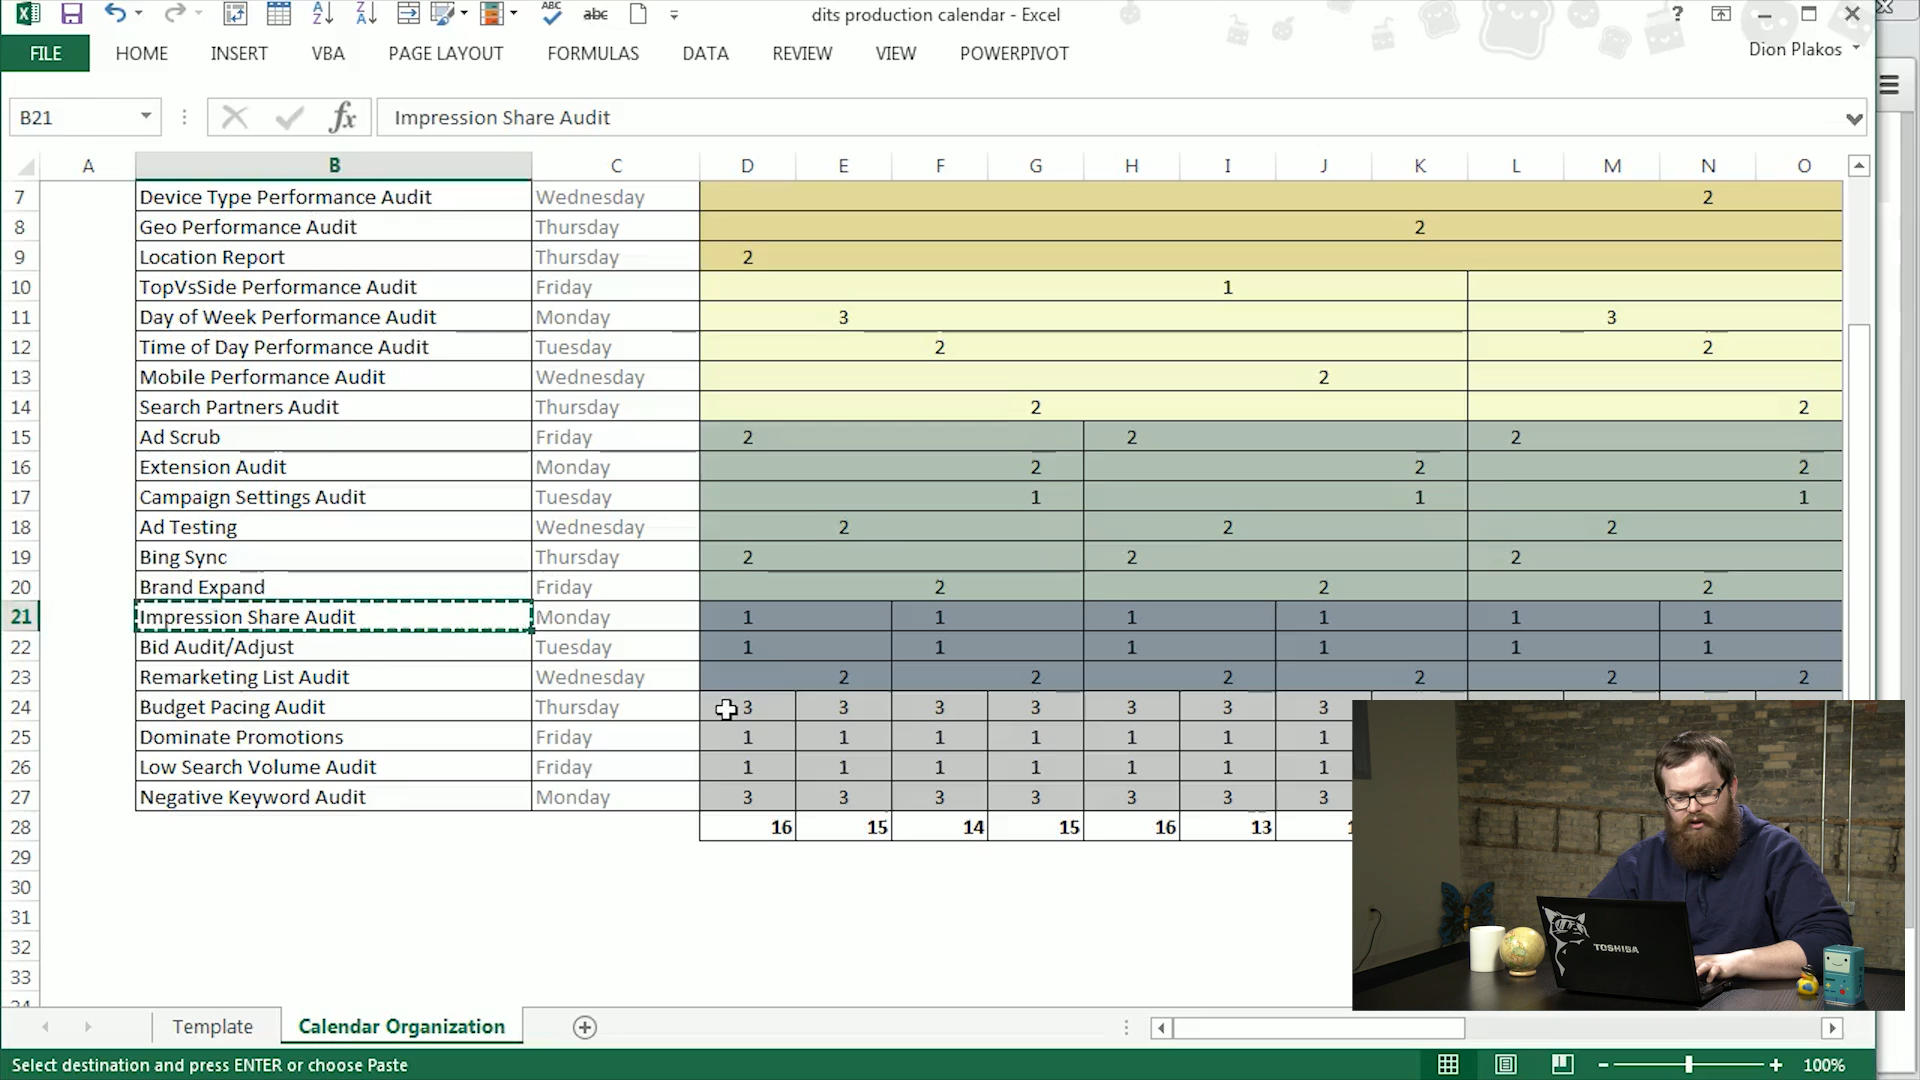 dits production calendar - Excel
FILE HOME INSERT VBA PAGE LAYOUT FORMULAS DATA REVIEW VIEW POWERPIVOT Dion Plakos
B21 fx Impression Share Audit
A B C D E F G H I J K L M N O
7 Device Type Performance Audit Wednesday 2
8 Geo Performance Audit Thursday 2
9 Location Report Thursday 2
10 TopVsSide Performance Audit Friday 1
11 Day of Week Performance Audit Monday 3 3
12 Time of Day Performance Audit Tuesday 2 2
13 Mobile Performance Audit Wednesday 2
14 Search Partners Audit Thursday 2 2
15 Ad Scrub Friday 2 2 2
16 Extension Audit Monday 2 2 2
17 Campaign Settings Audit Tuesday 1 1 1
18 Ad Testing Wednesday 2 2 2
19 Bing Sync Thursday 2 2 2
20 Brand Expand Friday 2 2 2
21 Impression Share Audit Monday 1 1 1 1 1 1
22 Bid Audit/Adjust Tuesday 1 1 1 1 1 1
23 Remarketing List Audit Wednesday 2 2 2 2 2 2
24 Budget Pacing Audit Thursday 3 3 3 3 3 3 3
25 Dominate Promotions Friday 1 1 1 1 1 1 1
26 Low Search Volume Audit Friday 1 1 1 1 1 1 1
27 Negative Keyword Audit Monday 3 3 3 3 3 3 3
28 16 15 14 15 16 13
29
30
31
32
33
TOSHIBA
Template Calendar Organization
Select destination and press ENTER or choose Paste 100%